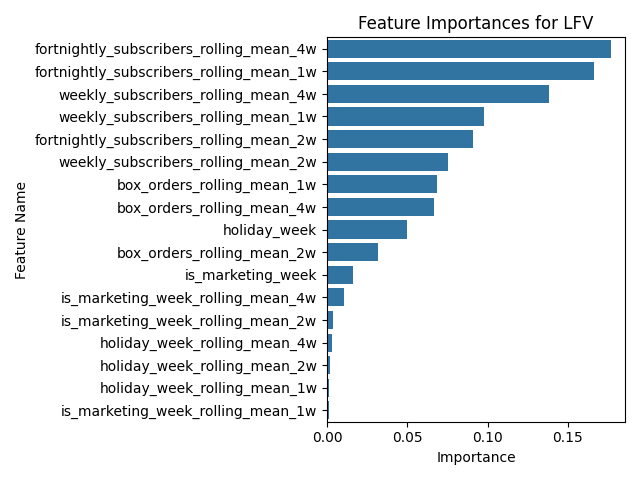 Feature Importances for LFV
Feature Name
fortnightly_subscribers_rolling_mean_4w
fortnightly_subscribers_rolling_mean_1w
weekly_subscribers_rolling_mean_4w
weekly_subscribers_rolling_mean_1w
fortnightly_subscribers_rolling_mean_2w
weekly_subscribers_rolling_mean_2w
box_orders_rolling_mean_1w
box_orders_rolling_mean_4w
holiday_week
box_orders_rolling_mean_2w
is_marketing_week
is_marketing_week_rolling_mean_4w
is_marketing_week_rolling_mean_2w
holiday_week_rolling_mean_4w
holiday_week_rolling_mean_2w
holiday_week_rolling_mean_1w
is_marketing_week_rolling_mean_1w
0.00 0.05 0.10 0.15
Importance